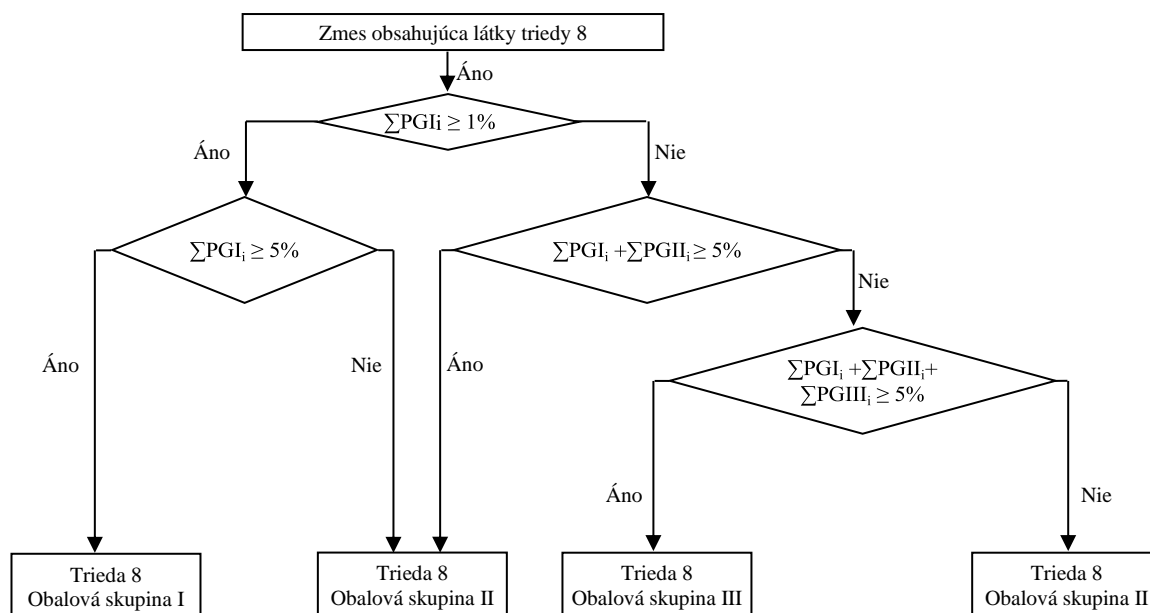 Zmes obsahujúca látky triedy 8
Áno
∑PGIi ≥ 1%
Áno
Nie
∑PGIᵢ ≥ 5%
∑PGIᵢ +∑PGIIᵢ ≥ 5%
Nie
Áno
Nie
Áno
∑PGIᵢ +∑PGIIᵢ+
∑PGIIIᵢ ≥ 5%
Áno
Nie
Trieda 8
Obalová skupina I
Trieda 8
Obalová skupina II
Trieda 8
Obalová skupina III
Trieda 8
Obalová skupina II